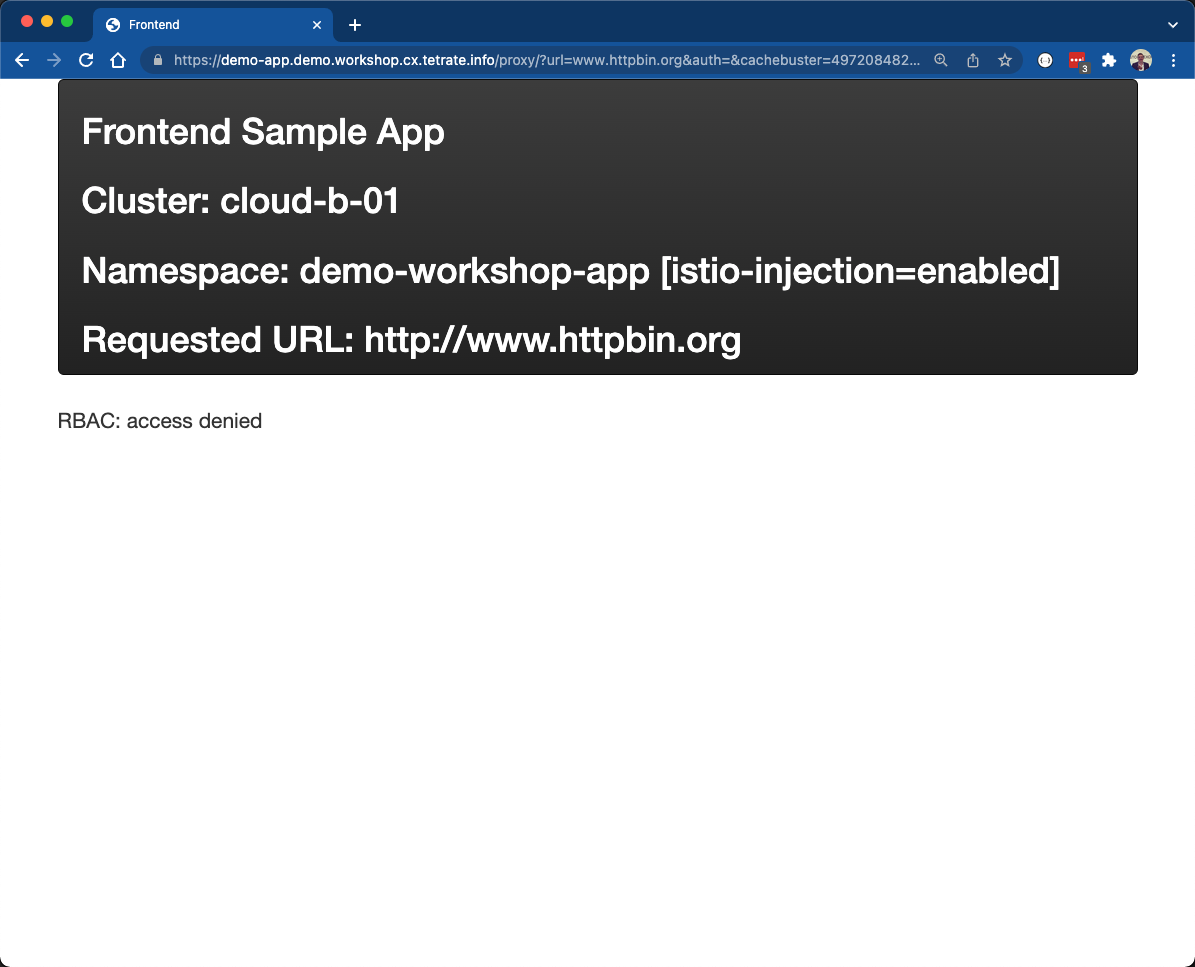 Frontend
https://demo-app.demo.workshop.cx.tetrate.info/proxy/?url=www.httpbin.org&auth=&cachebuster=497208482...
3
Frontend Sample App
Cluster: cloud-b-01
Namespace: demo-workshop-app [istio-injection=enabled]
Requested URL: http://www.httpbin.org
RBAC: access denied